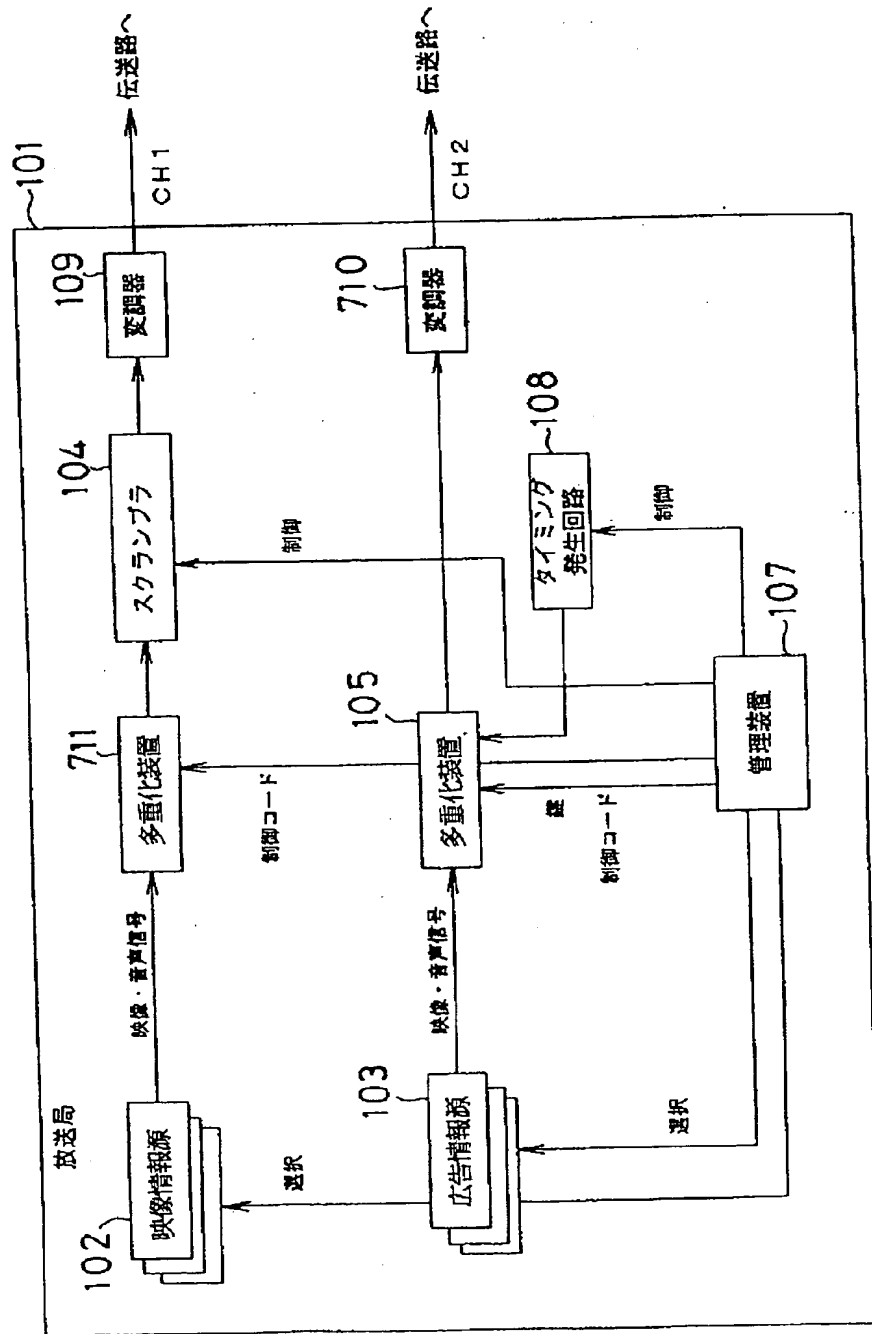 放送局
101
102
映像情報源
映像・音声信号
711
多重化装置
104
スクランブラ
109
変調器
CH1
伝送路へ
選択
制御コード
制御
103
広告情報源
映像・音声信号
105
多重化装置
710
変調器
CH2
伝送路へ
選択
鍵
制御コード
108
タイミング
発生回路
制御
107
管理装置